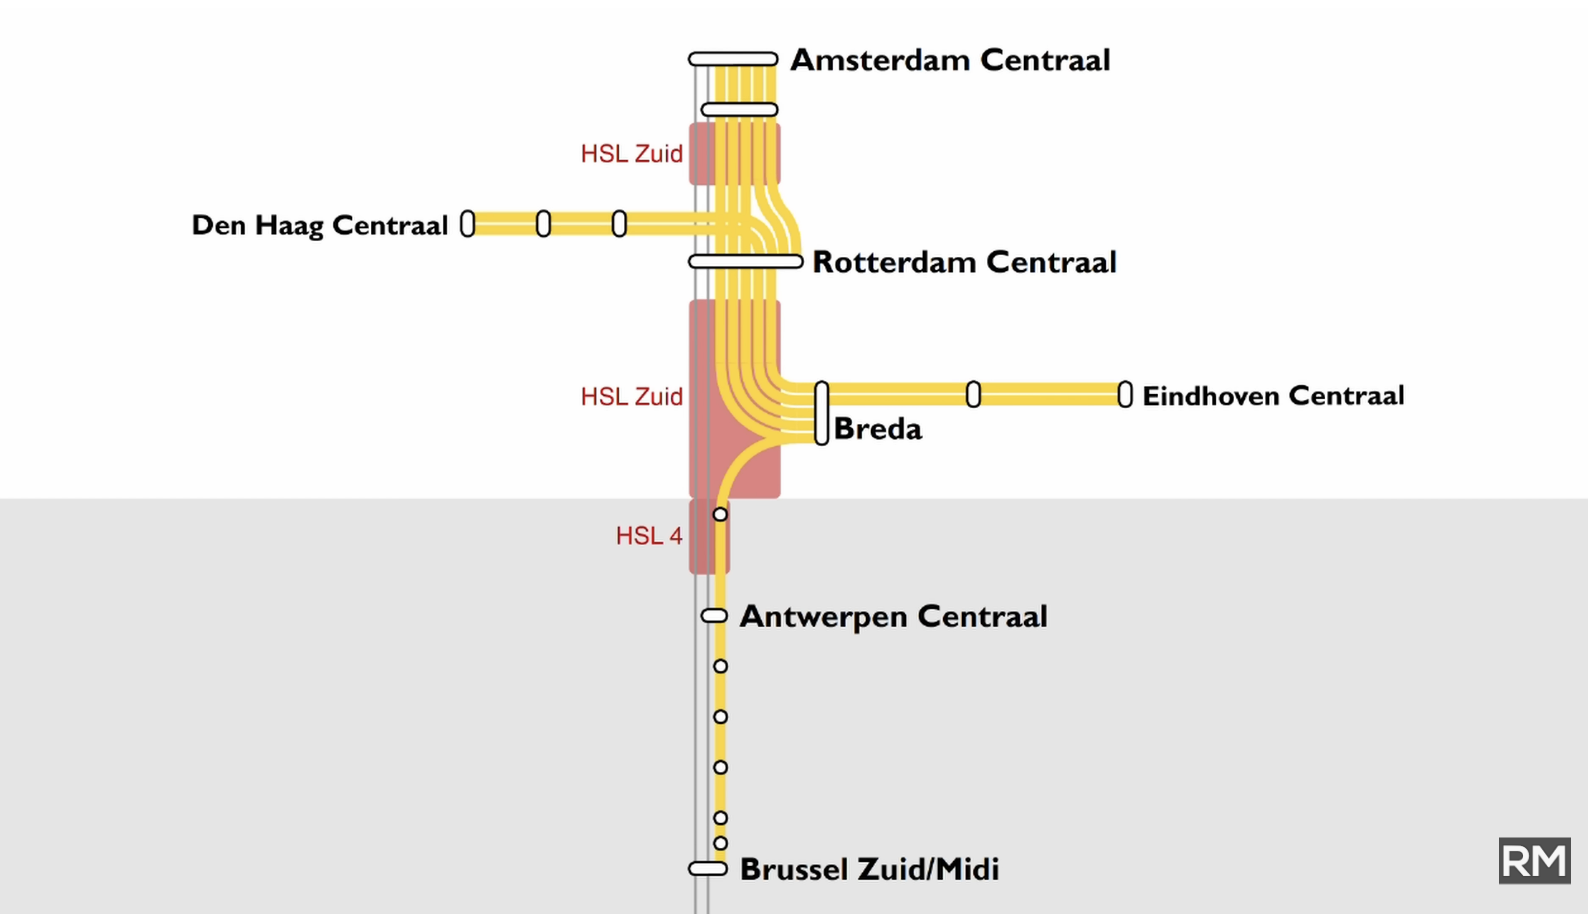 Amsterdam Centraal
HSL Zuid
Den Haag Centraal
Rotterdam Centraal
HSL Zuid
Eindhoven Centraal
Breda
HSL 4
Antwerpen Centraal
Brussel Zuid/Midi
RM